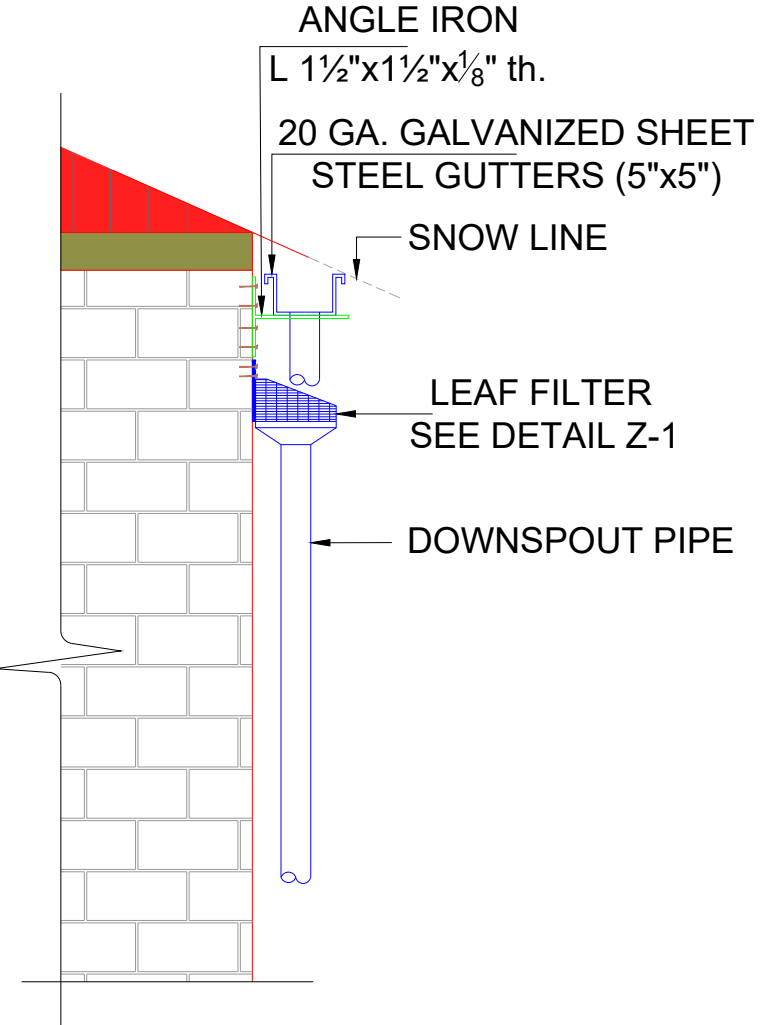 ANGLE IRON
L 1½"x1½"x⅛" th.
20 GA. GALVANIZED SHEET
STEEL GUTTERS (5"x5")
SNOW LINE
LEAF FILTER
SEE DETAIL Z-1
DOWNSPOUT PIPE